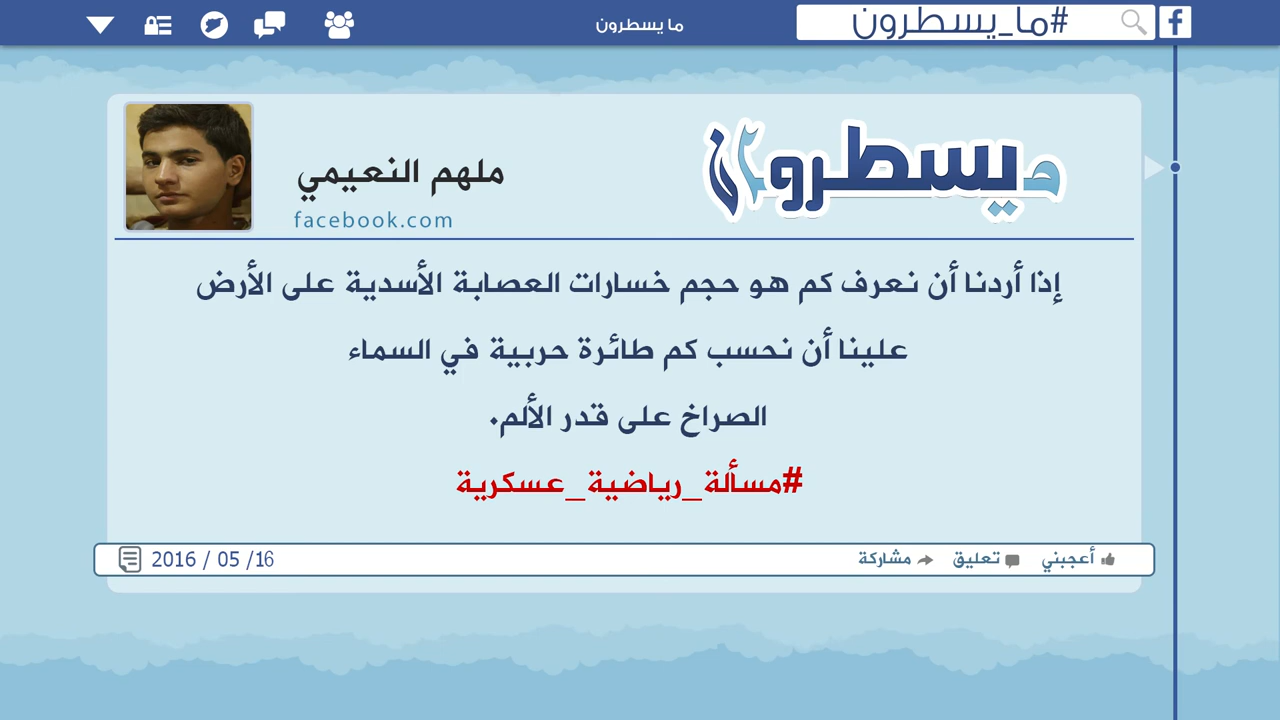 #ما_يسطرون
ما يسطرون
ما يسطرون
ملهم النعيمي
facebook.com
إذا أردنا أن نعرف كم هو حجم خسارات العصابة الأسدية على الأرض
علينا أن نحسب كم طائرة حربية في السماء
الصراخ على قدر الألم.
#مسألة_رياضية_عسكرية
أعجبني تعليق مشاركة
2016 / 05 /16